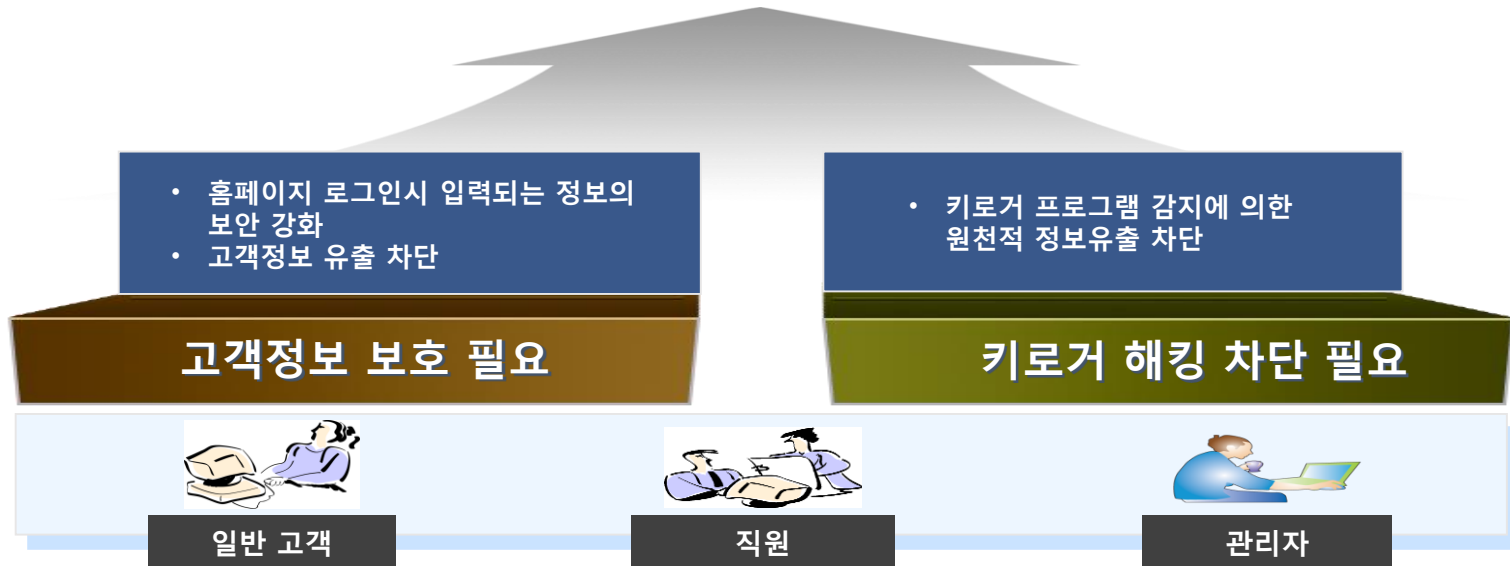 • 홈페이지 로그인시 입력되는 정보의
보안 강화
• 고객정보 유출 차단
• 키로거 프로그램 감지에 의한
원천적 정보유출 차단
고객정보 보호 필요
키로거 해킹 차단 필요
일반 고객
직원
관리자